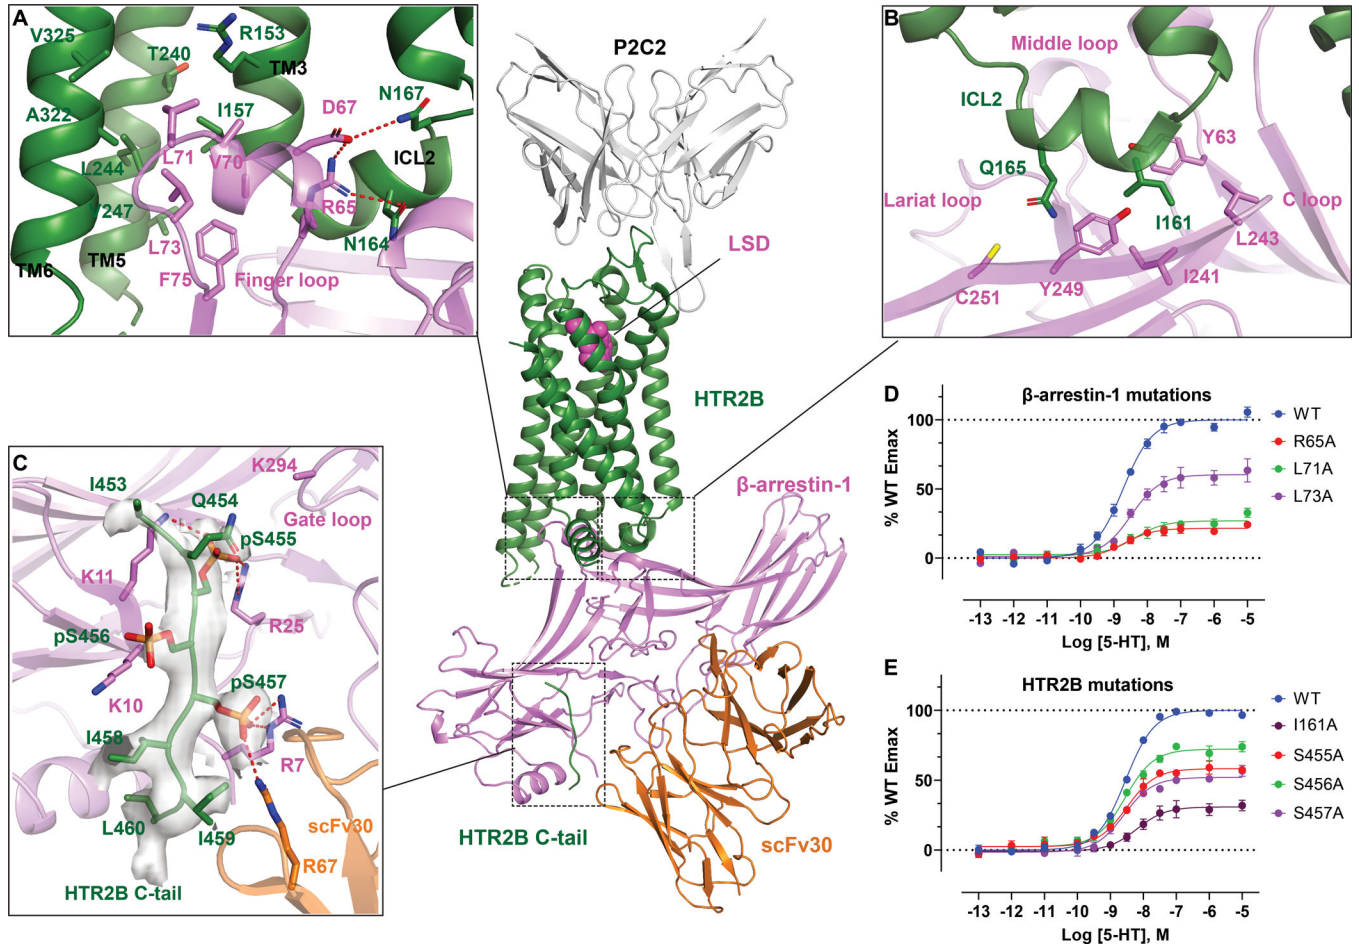 A
V325
R153
T240
TM3
A322
I157
D67
N167
L71
V70
ICL2
L244
R65
V247
L73
N164
TM6
TM5
F75
Finger loop
P2C2
LSD
HTR2B
β-arrestin-1
HTR2B C-tail
scFv30
B
Middle loop
ICL2
Y63
Q165
Lariat loop
C loop
I161
L243
C251
Y249
I241
C
I453
K294
Q454
Gate loop
pS455
K11
R25
pS456
pS457
K10
I458
R7
L460
I459
scFv30
R67
HTR2B C-tail
D
β-arrestin-1 mutations
% WT Emax
100
50
0
-13 -12 -11 -10 -9 -8 -7 -6 -5
Log [5-HT], M
WT
R65A
L71A
L73A
E
HTR2B mutations
% WT Emax
100
50
0
-13 -12 -11 -10 -9 -8 -7 -6 -5
Log [5-HT], M
WT
I161A
S455A
S456A
S457A